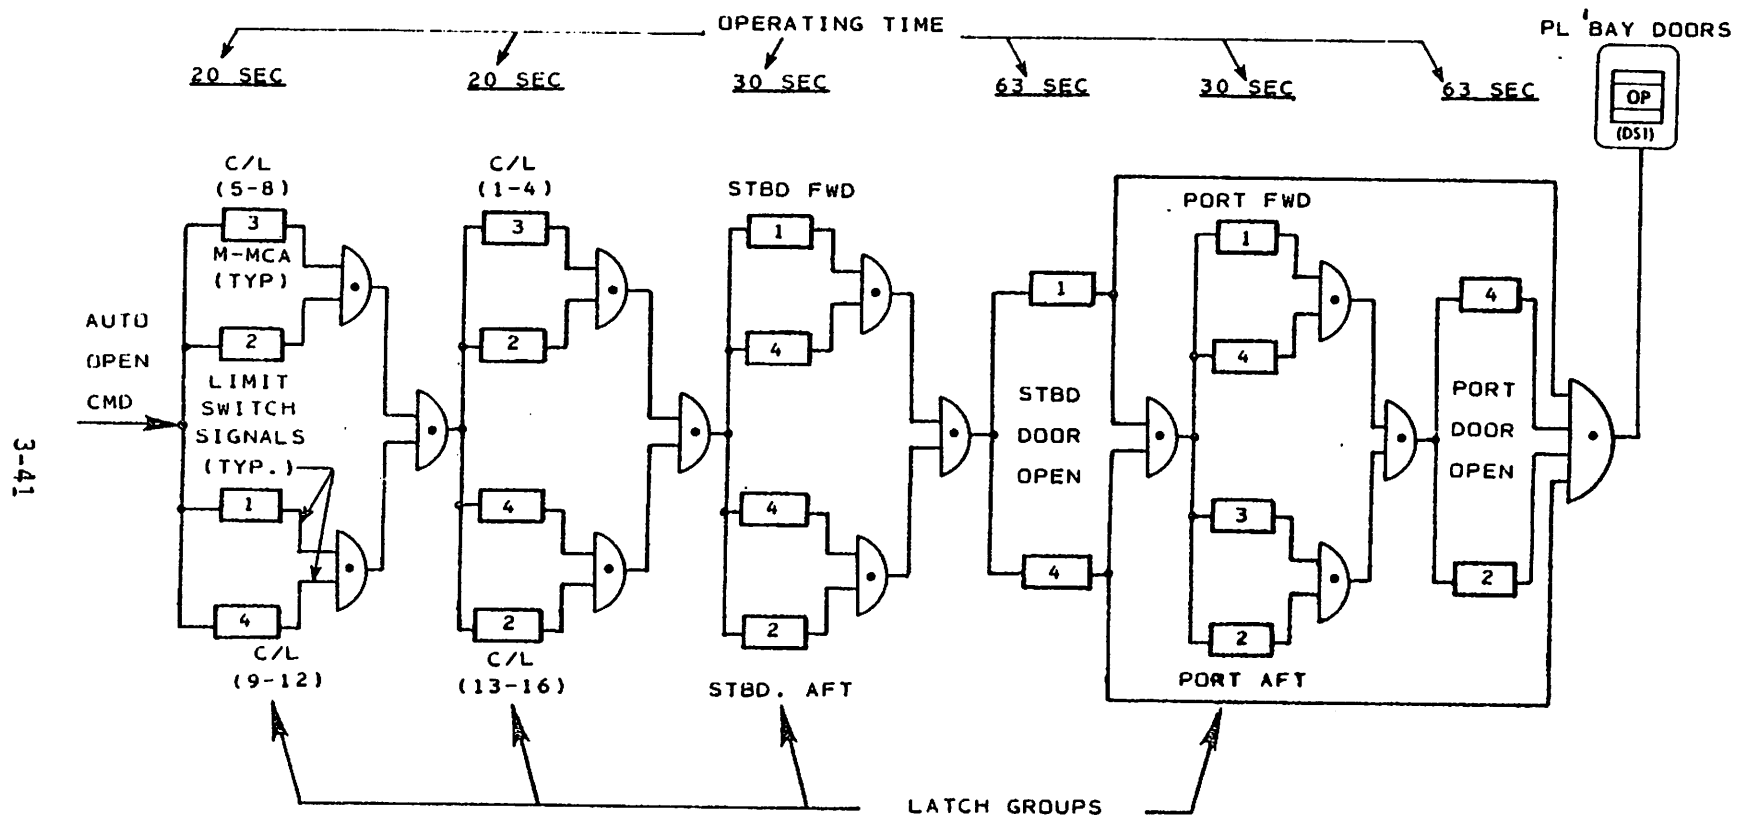 OPERATING TIME
PL BAY DOORS
20 SEC
20 SEC
30 SEC
63 SEC
30 SEC
63 SEC
OP
(DSI)
C/L
(5-8)
3
M-MCA
(TYP)
2
AUTO
OPEN
CMD
LIMIT
SWITCH
SIGNALS
(TYP.)
1
4
C/L
(9-12)
C/L
(1-4)
3
2
4
2
C/L
(13-16)
STBD FWD
1
4
4
2
STBD. AFT
1
STBD
DOOR
OPEN
4
PORT FWD
1
4
3
2
PORT AFT
4
PORT
DOOR
OPEN
2
LATCH GROUPS
3-41